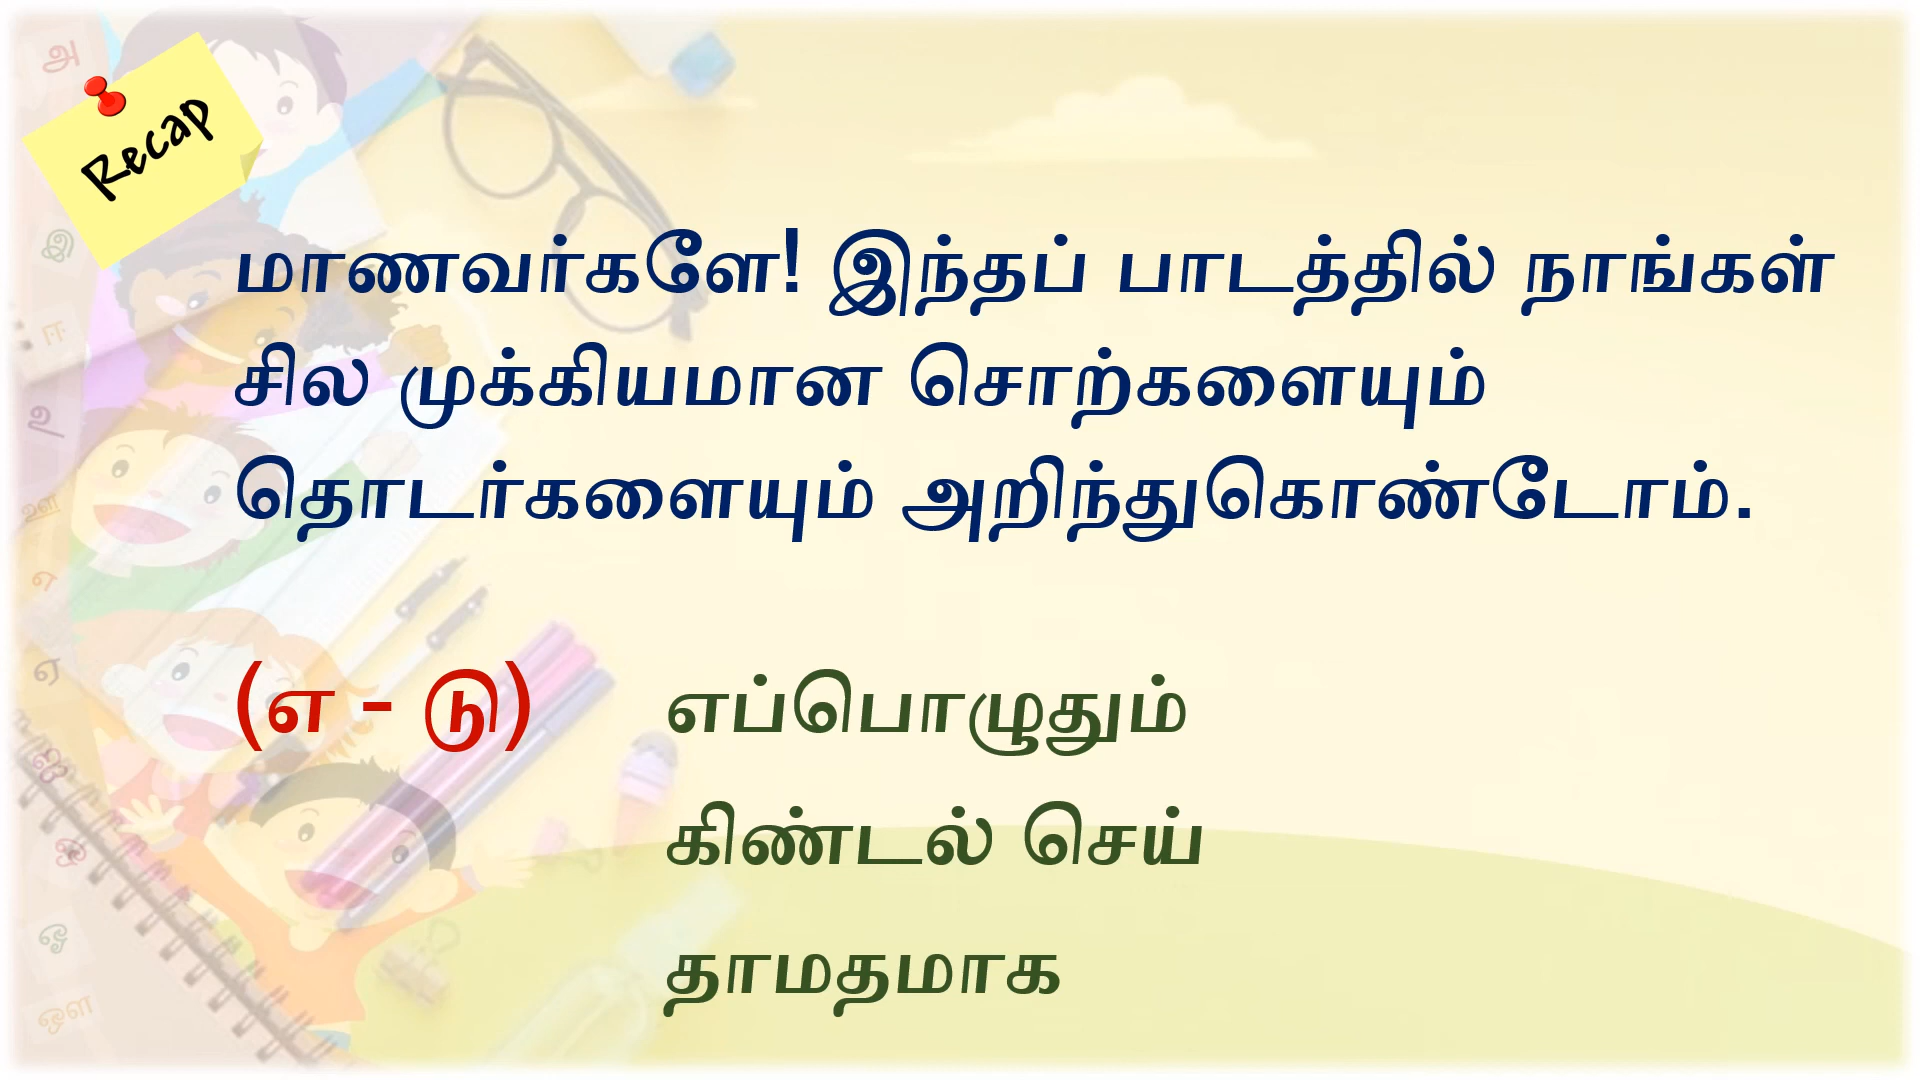 Recap
மாணவர்களே! இந்தப் பாடத்தில் நாங்கள்
சில முக்கியமான சொற்களையும்
தொடர்களையும் அறிந்துகொண்டோம்.
(எ - டு) எப்பொழுதும்
கிண்டல் செய்
தாமதமாக
அ
இ
ஈ
உ
ஊ
எ
ஏ
ஐ
ஒ
ஓ
ஔ